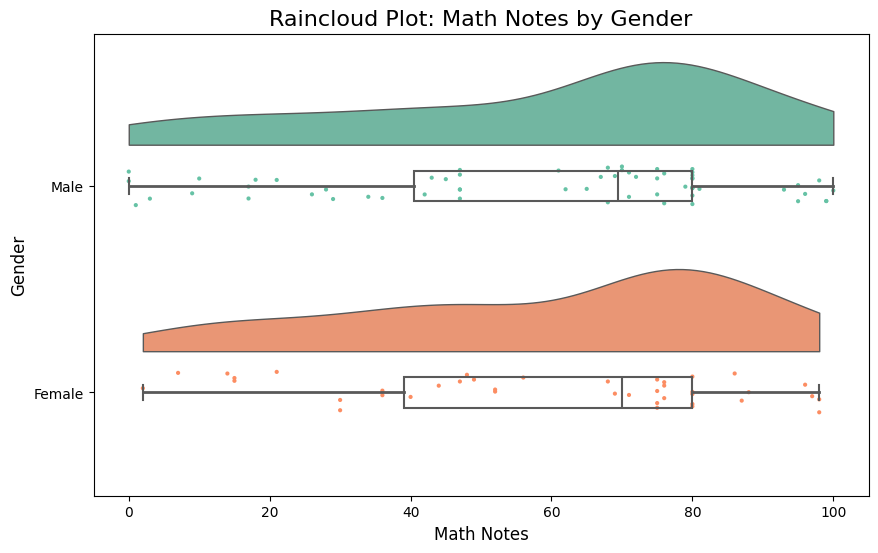 Raincloud Plot: Math Notes by Gender
Gender
Male
Female
0 20 40 60 80 100
Math Notes